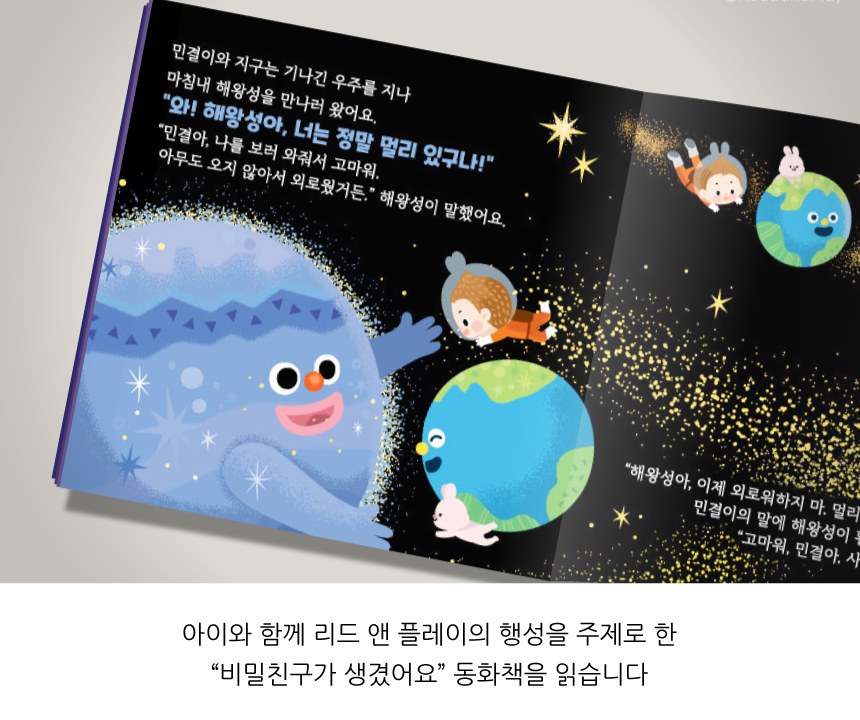 민결이와 지구는 기나긴 우주를 지나
마침내 해왕성을 만나러 왔어요.
"와! 해왕성아, 너는 정말 멀리 있구나!"
“민결아, 나를 보러 와줘서 고마워.
아무도 오지 않아서 외로웠거든.” 해왕성이 말했어요.
“해왕성아, 이제 외로워하지 마. 멀리
민결이의 말에 해왕성이
“고마워, 민결아. 사
아이와 함께 리드 앤 플레이의 행성을 주제로 한
“비밀친구가 생겼어요” 동화책을 읽습니다